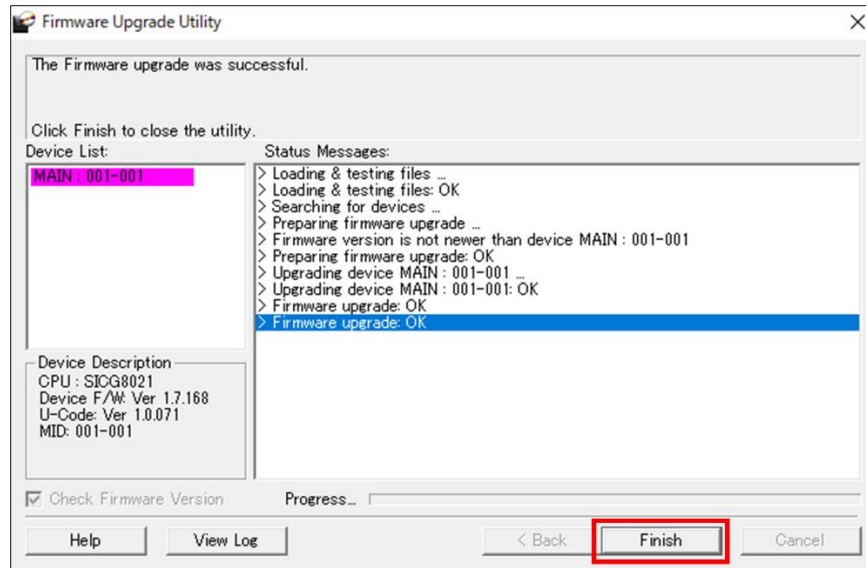 Firmware Upgrade Utility
The Firmware upgrade was successful.
Click Finish to close the utility.
Device List:
MAIN : 001-001
Status Messages:
> Loading & testing files ...
> Loading & testing files: OK
> Searching for devices ...
> Preparing firmware upgrade ...
> Firmware version is not newer than device MAIN : 001-001
> Preparing firmware upgrade: OK
> Upgrading device MAIN : 001-001 ...
> Upgrading device MAIN : 001-001: OK
> Firmware upgrade: OK
> Firmware upgrade: OK
Device Description
CPU : SICG8021
Device F/W: Ver 1.7.168
U-Code: Ver 1.0.071
MID: 001-001
Check Firmware Version
Progress...
Help
View Log
< Back
Finish
Cancel